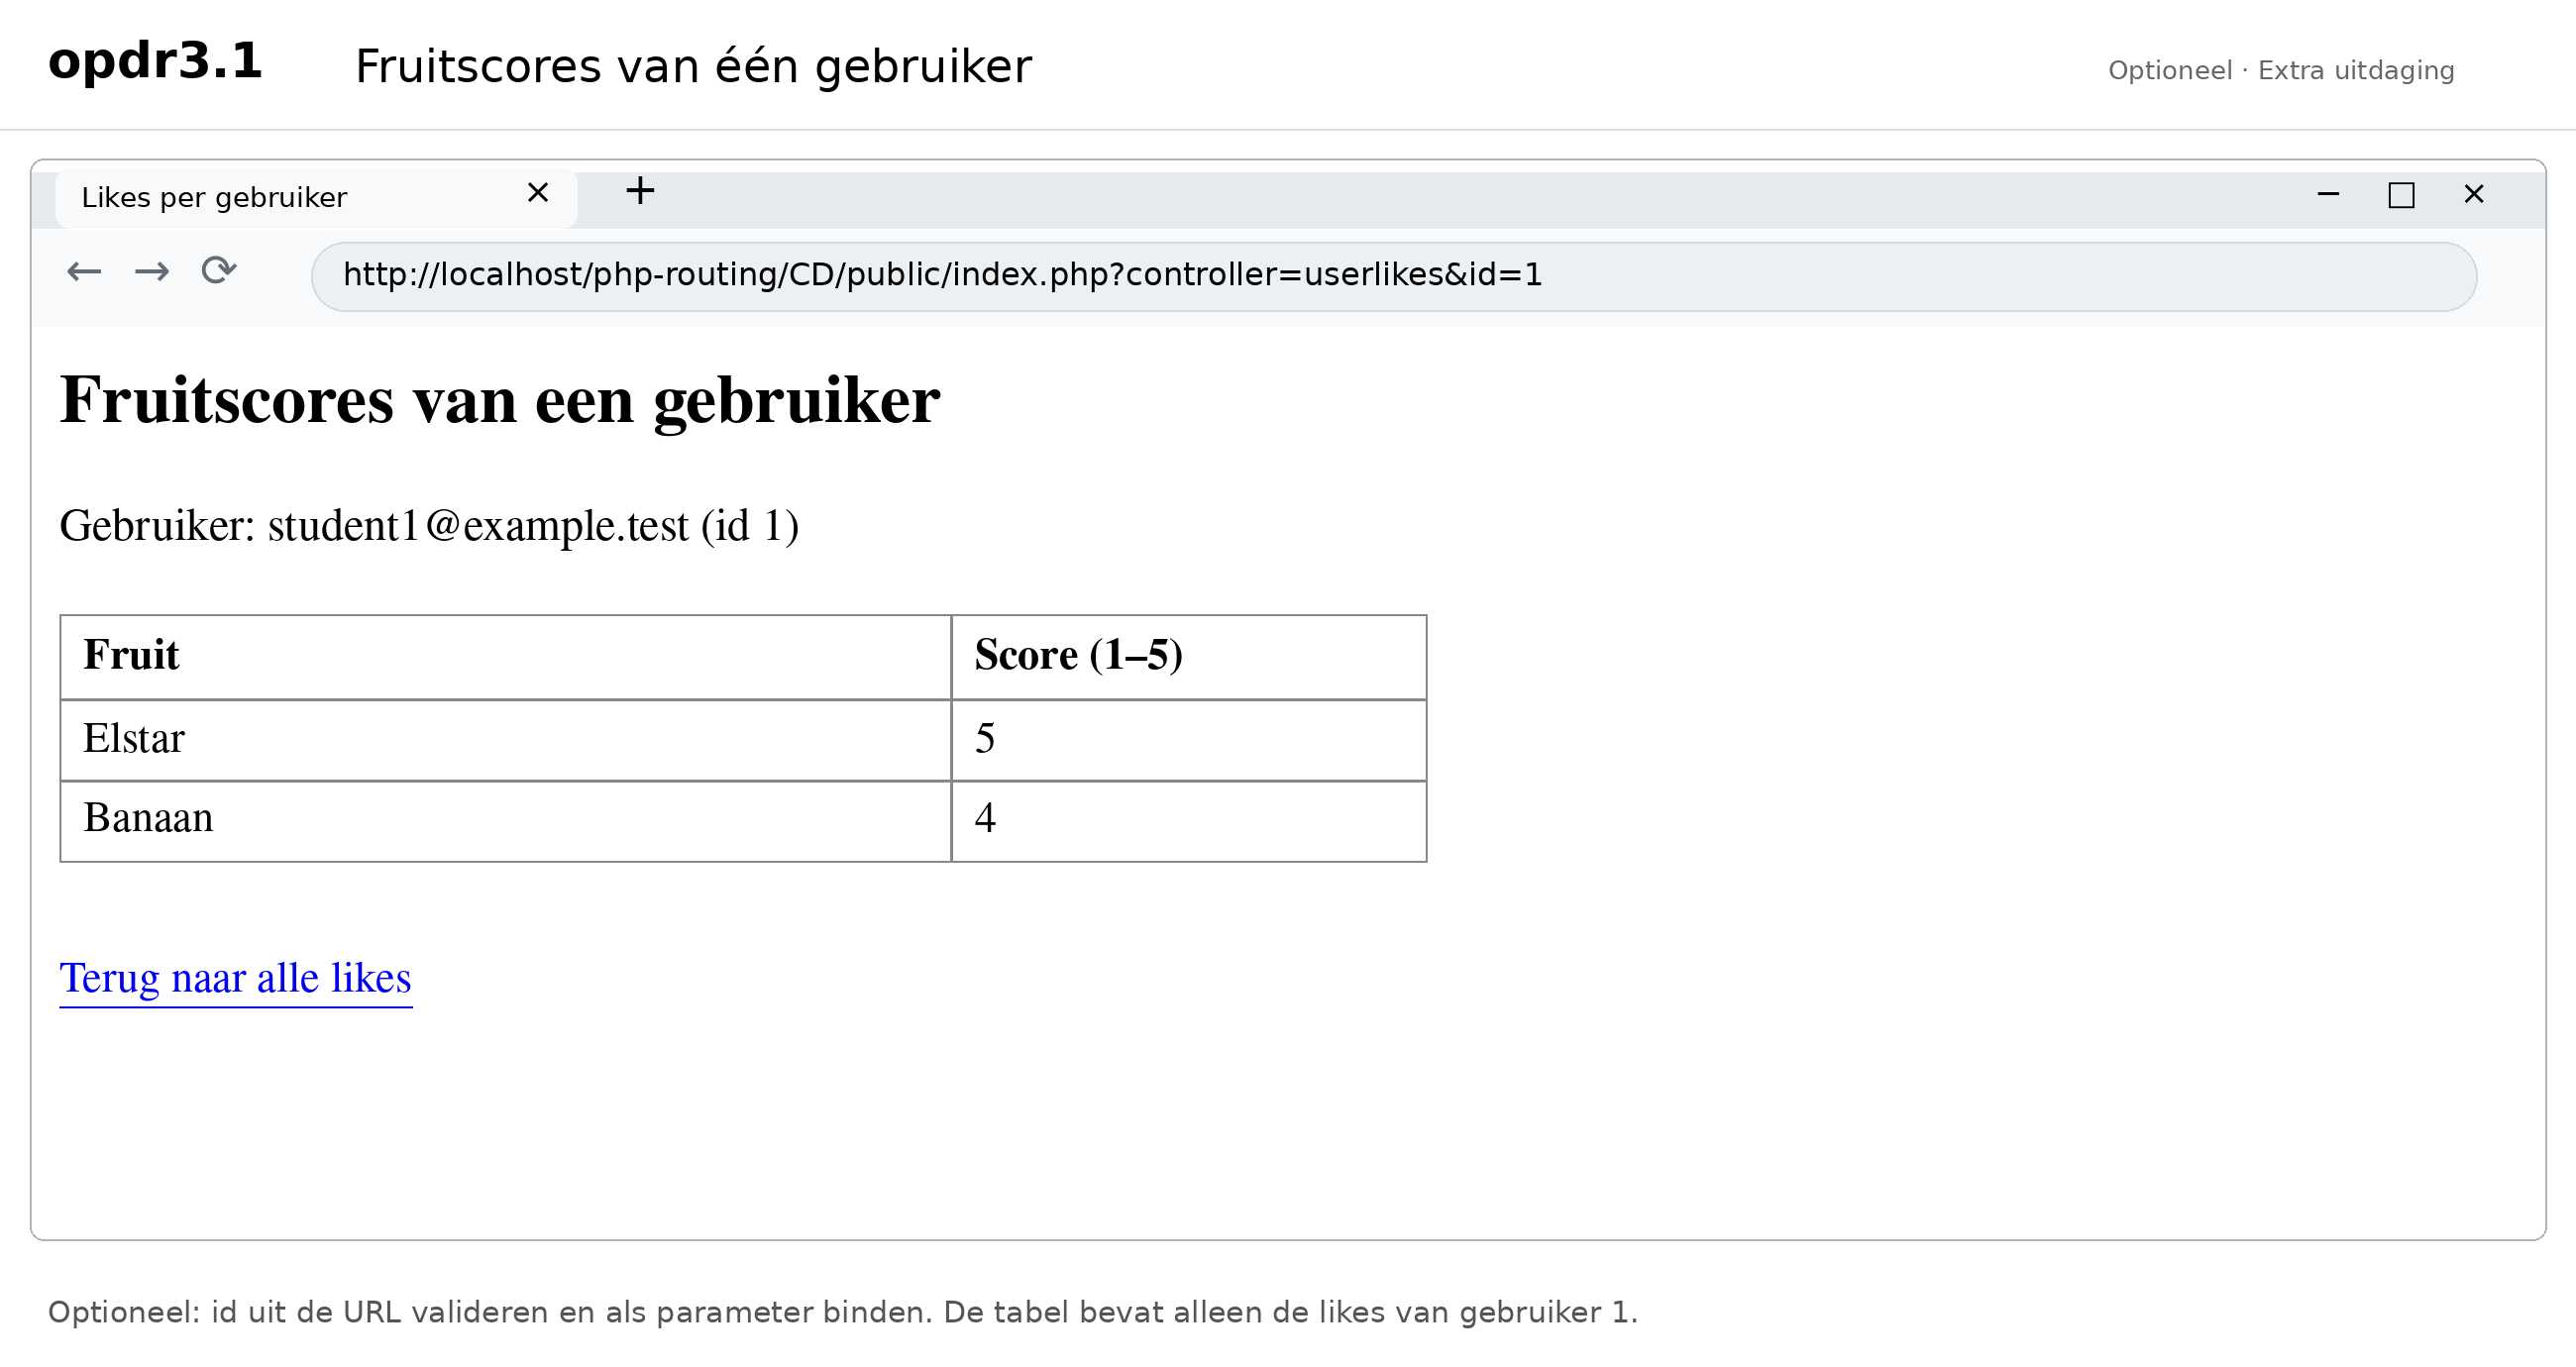 opdr3.1 Fruitscores van één gebruiker Optioneel · Extra uitdaging
Likes per gebruiker
http://localhost/php-routing/CD/public/index.php?controller=userlikes&id=1
Fruitscores van een gebruiker
Gebruiker: student1@example.test (id 1)
Fruit Score (1–5)
Elstar 5
Banaan 4
Terug naar alle likes
Optioneel: id uit de URL valideren en als parameter binden. De tabel bevat alleen de likes van gebruiker 1.